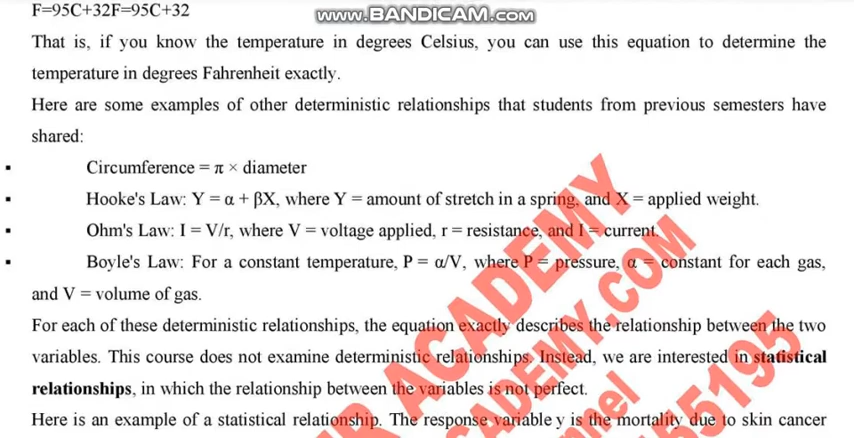 WWW.BANDICAM.COM
F=95C+32F=95C+32
That is, if you know the temperature in degrees Celsius, you can use this equation to determine the
temperature in degrees Fahrenheit exactly.
Here are some examples of other deterministic relationships that students from previous semesters have
shared:
▪ Circumference = π × diameter
▪ Hooke's Law: Y = α + βX, where Y = amount of stretch in a spring, and X = applied weight.
▪ Ohm's Law: I = V/r, where V = voltage applied, r = resistance, and I = current.
▪ Boyle's Law: For a constant temperature, P = α/V, where P = pressure, α = constant for each gas,
and V = volume of gas.
For each of these deterministic relationships, the equation exactly describes the relationship between the two
variables. This course does not examine deterministic relationships. Instead, we are interested in statistical
relationships, in which the relationship between the variables is not perfect.
Here is an example of a statistical relationship. The response variable y is the mortality due to skin cancer
ACADEMY
ACADEMY.COM
55195